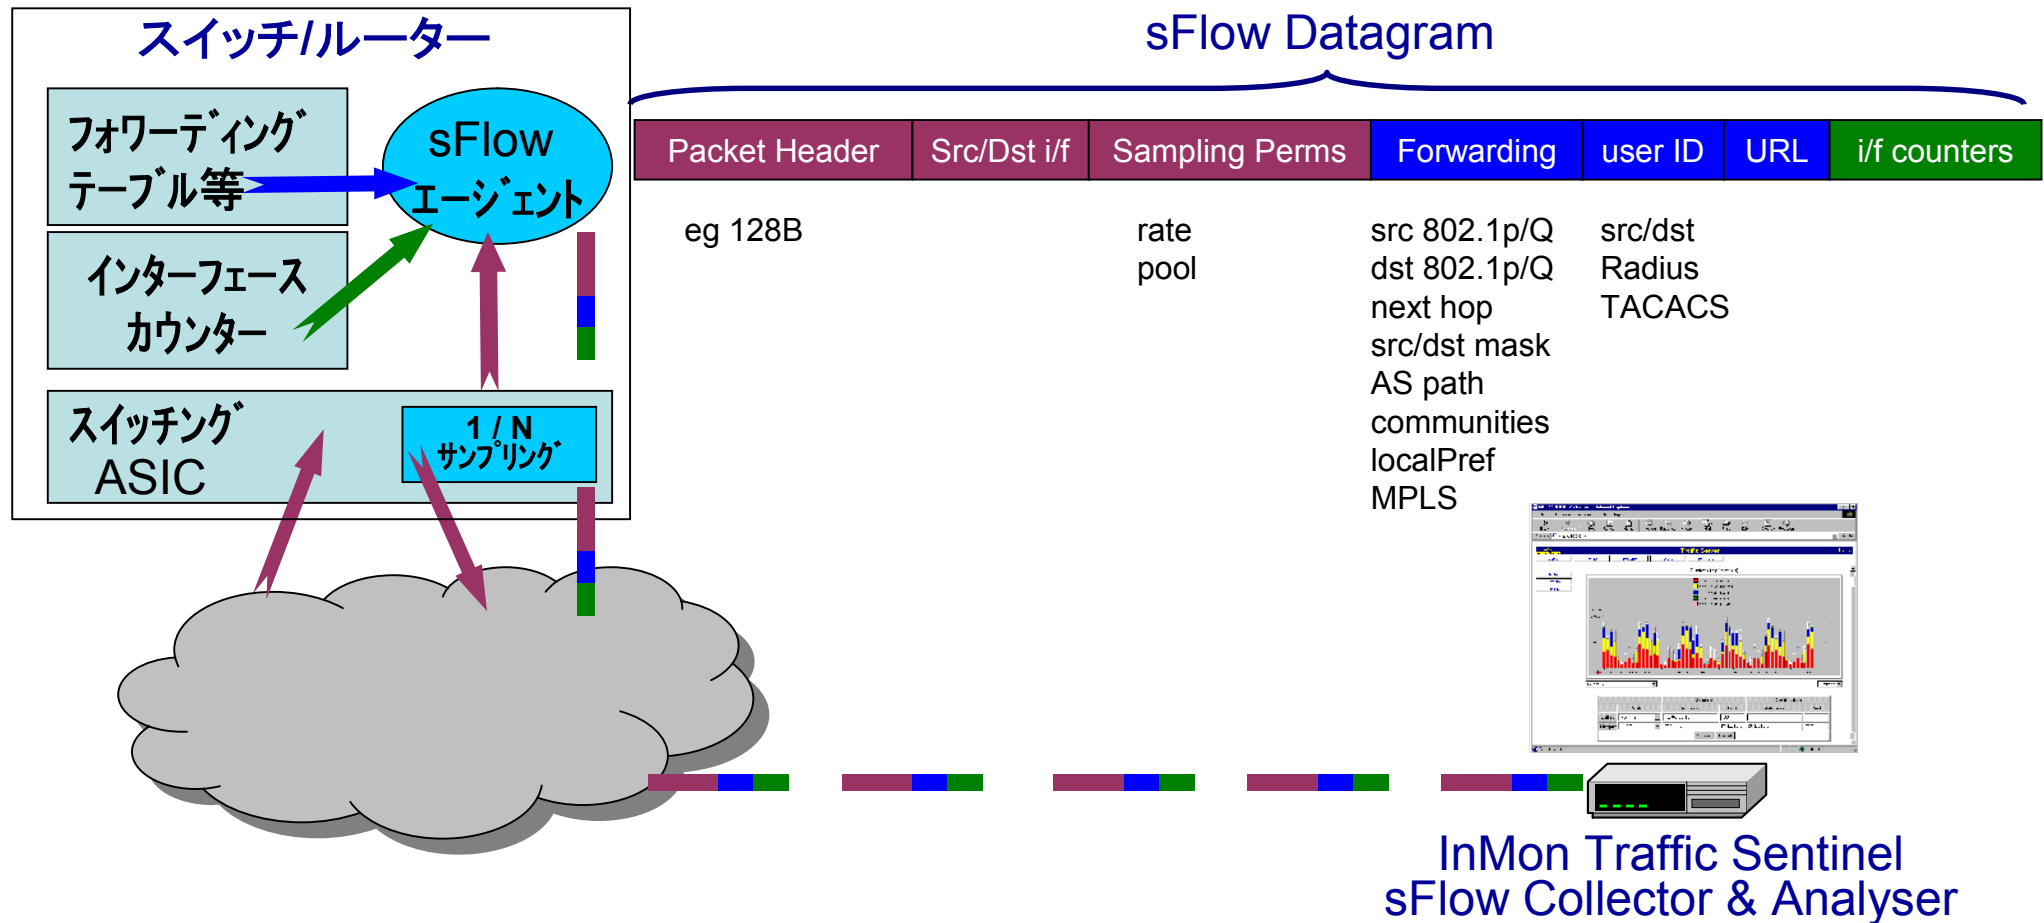 スイッチ/ルーター
フォワーディング
テーブル等
sFlow
エージェント
インターフェース
カウンター
スイッチング
ASIC
1 / N
サンプリング
sFlow Datagram
Packet Header
Src/Dst i/f
Sampling Perms
Forwarding
user ID
URL
i/f counters
eg 128B
rate
pool
src 802.1p/Q
dst 802.1p/Q
next hop
src/dst mask
AS path
communities
localPref
MPLS
src/dst
Radius
TACACS
Traffic Server
InMon Traffic Sentinel
sFlow Collector & Analyser